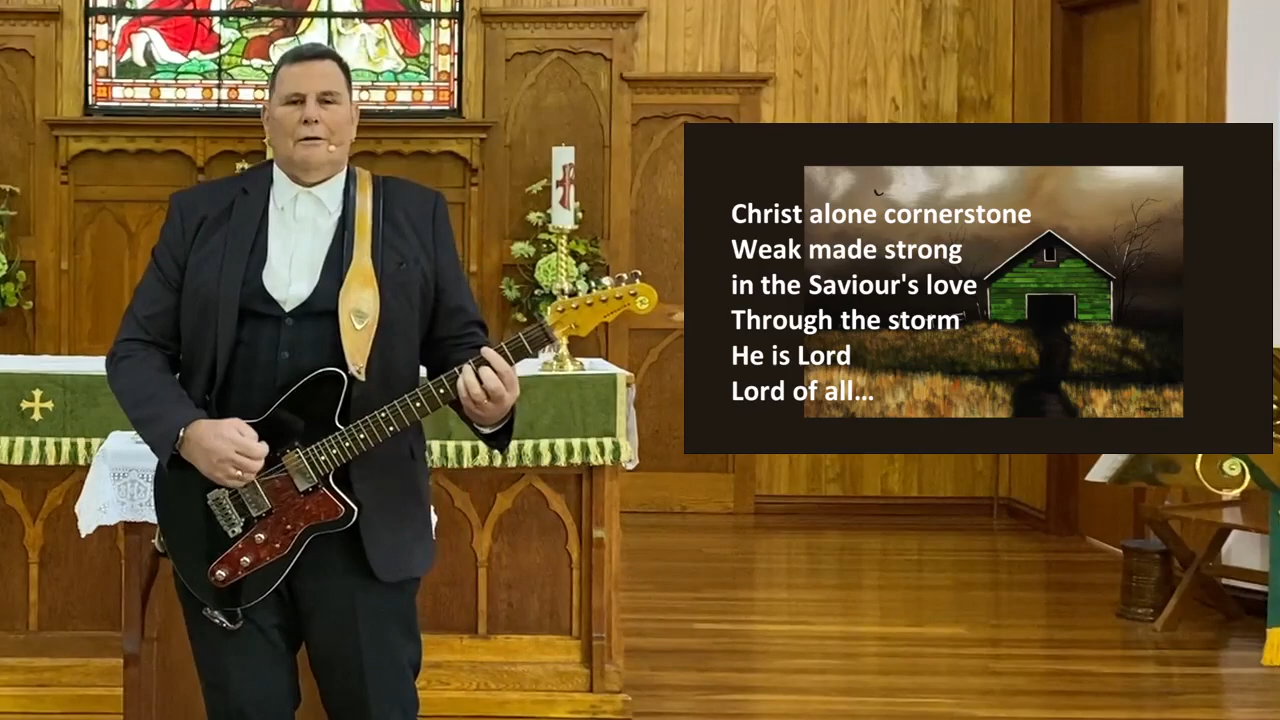 Christ alone cornerstone
Weak made strong
in the Saviour's love
Through the storm
He is Lord
Lord of all...